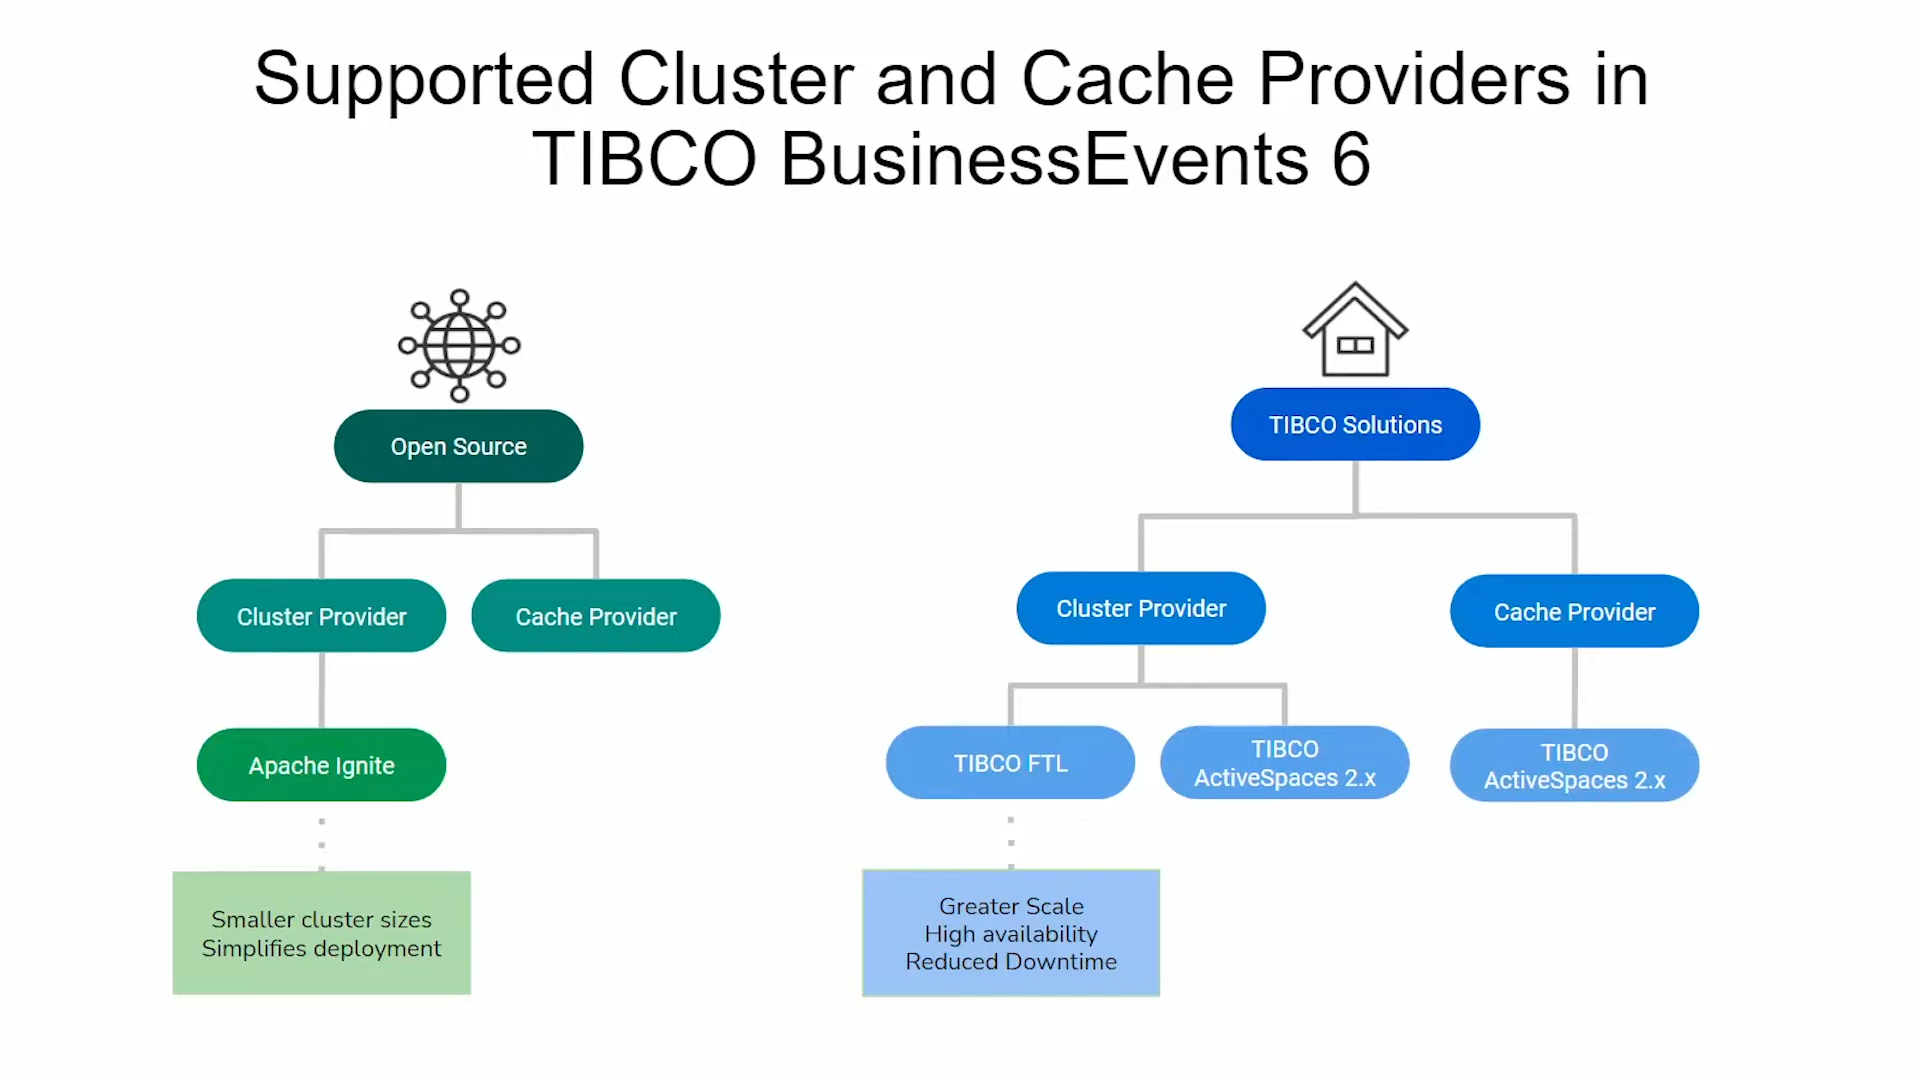 Supported Cluster and Cache Providers in
TIBCO BusinessEvents 6
Open Source
Cluster Provider
Cache Provider
Apache Ignite
Smaller cluster sizes
Simplifies deployment
TIBCO Solutions
Cluster Provider
Cache Provider
TIBCO FTL
TIBCO
ActiveSpaces 2.x
TIBCO
ActiveSpaces 2.x
Greater Scale
High availability
Reduced Downtime